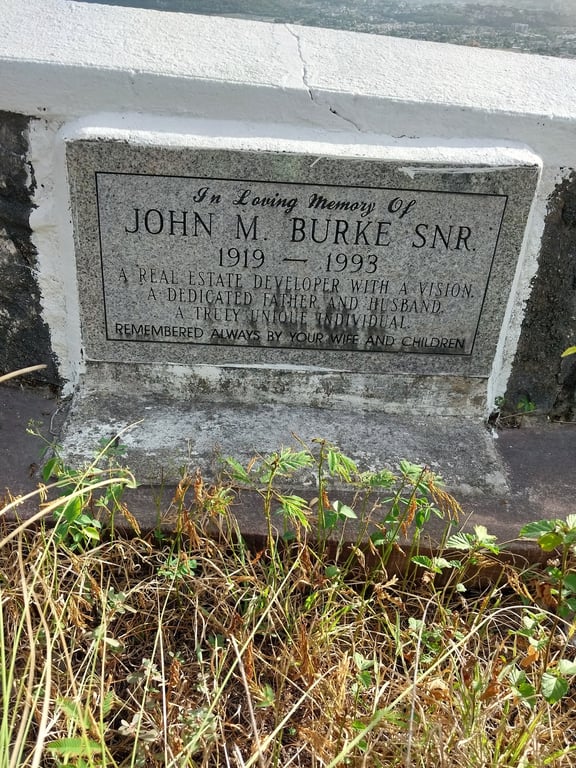 In Loving Memory Of
JOHN M. BURKE SNR.
1919 — 1993
A REAL ESTATE DEVELOPER WITH A VISION.
A DEDICATED FATHER AND HUSBAND.
A TRULY UNIQUE INDIVIDUAL
REMEMBERED ALWAYS BY YOUR WIFE AND CHILDREN